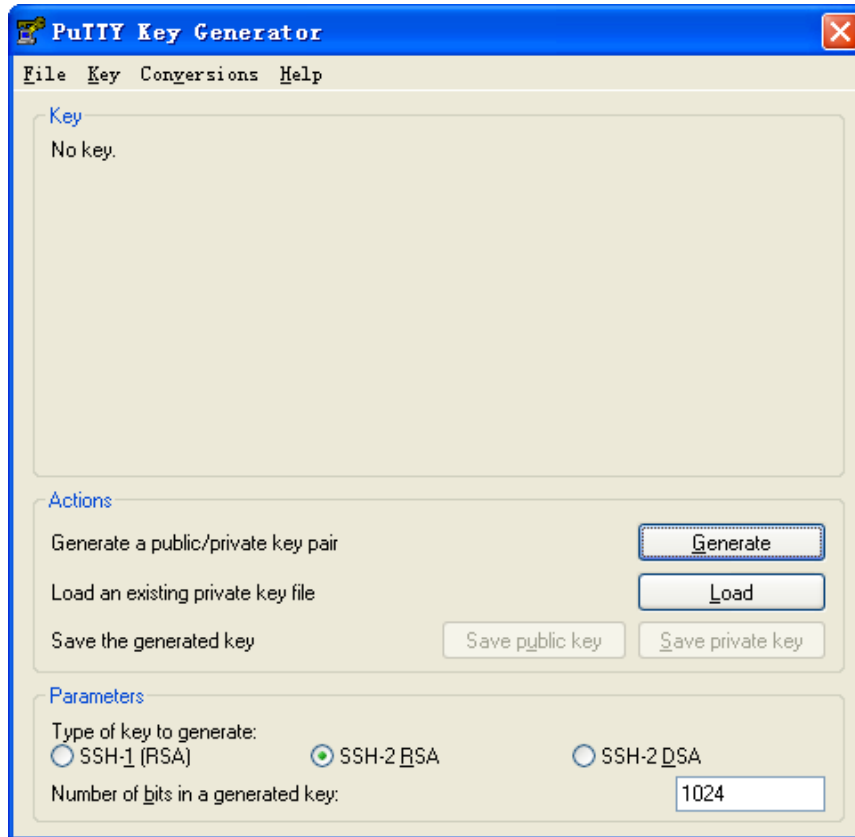 PuTTY Key Generator
File Key Conversions Help
Key
No key.
Actions
Generate a public/private key pair Generate
Load an existing private key file Load
Save the generated key Save public key Save private key
Parameters
Type of key to generate:
SSH-1 (RSA) SSH-2 RSA SSH-2 DSA
Number of bits in a generated key: 1024